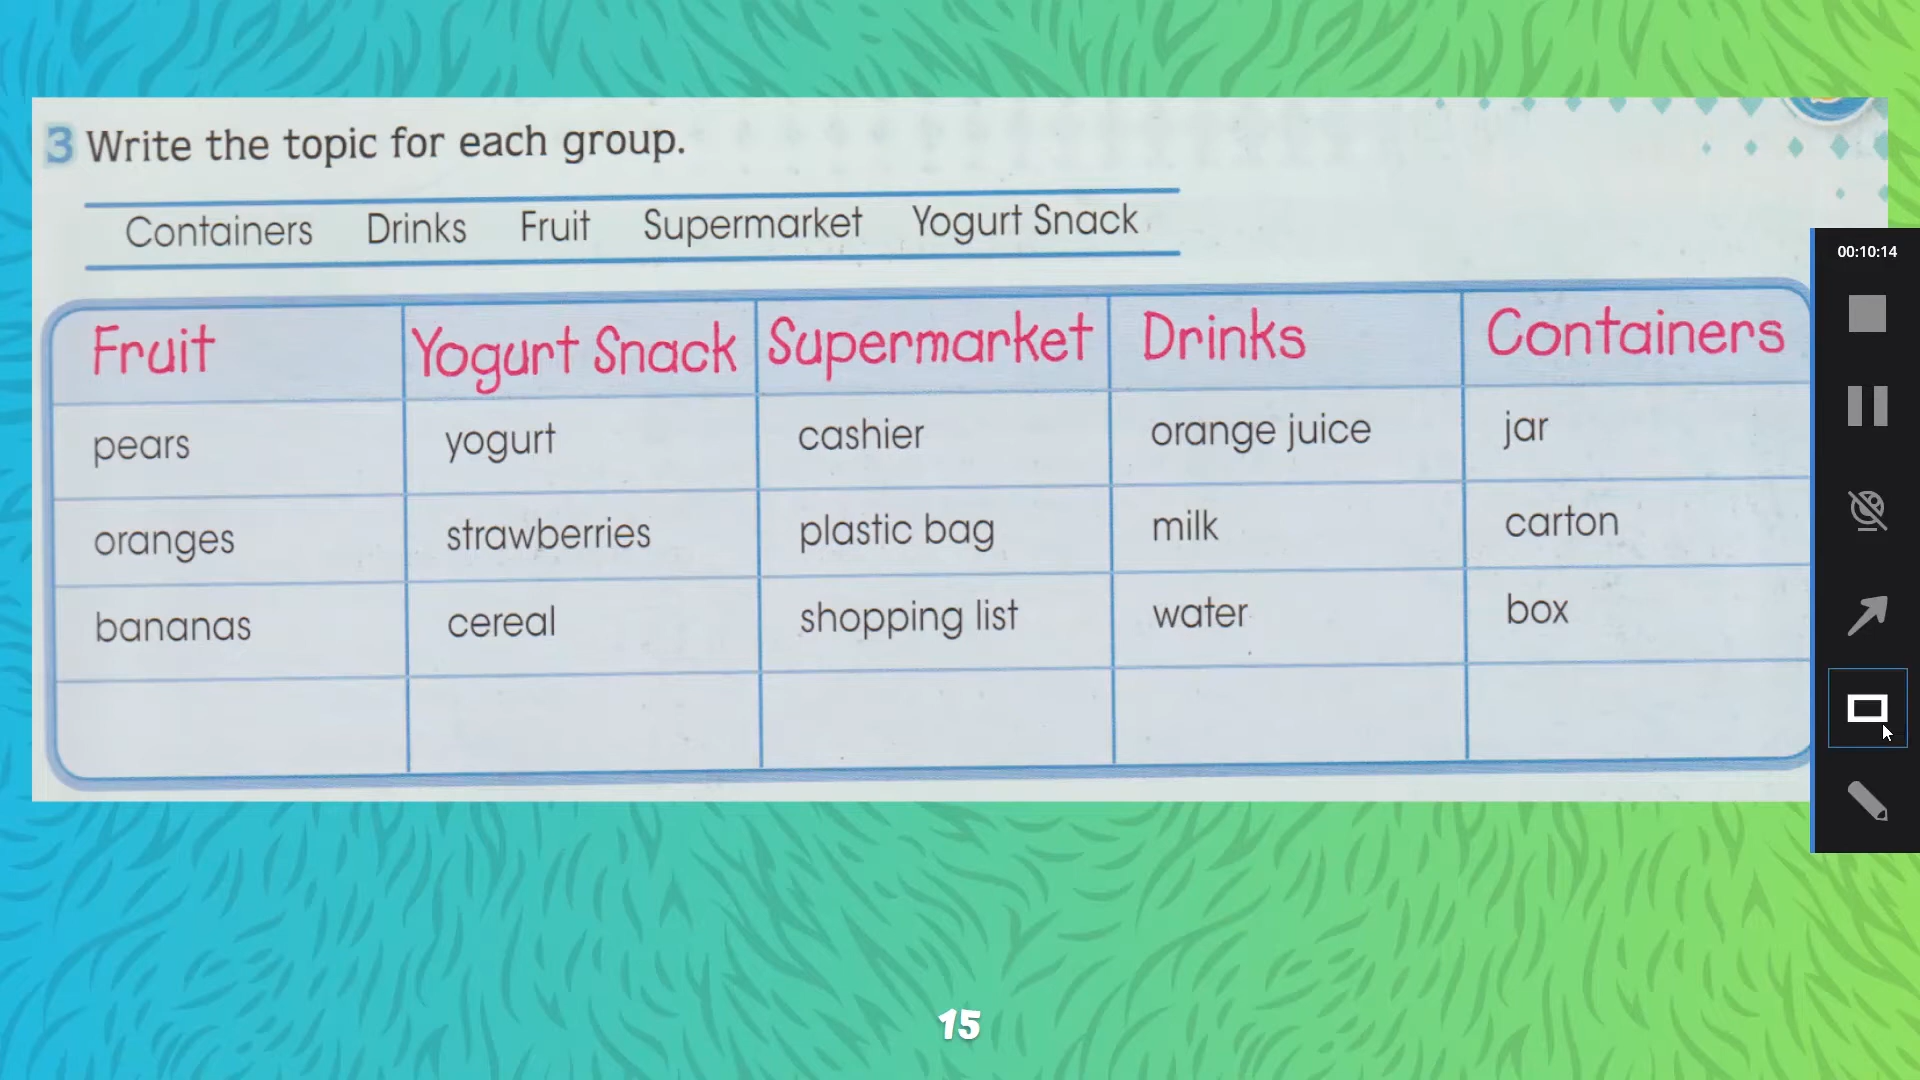 3 Write the topic for each group.
Containers Drinks Fruit Supermarket Yogurt Snack
Fruit Yogurt Snack Supermarket Drinks Containers
pears yogurt cashier orange juice jar
oranges strawberries plastic bag milk carton
bananas cereal shopping list water box
00:10:14
15